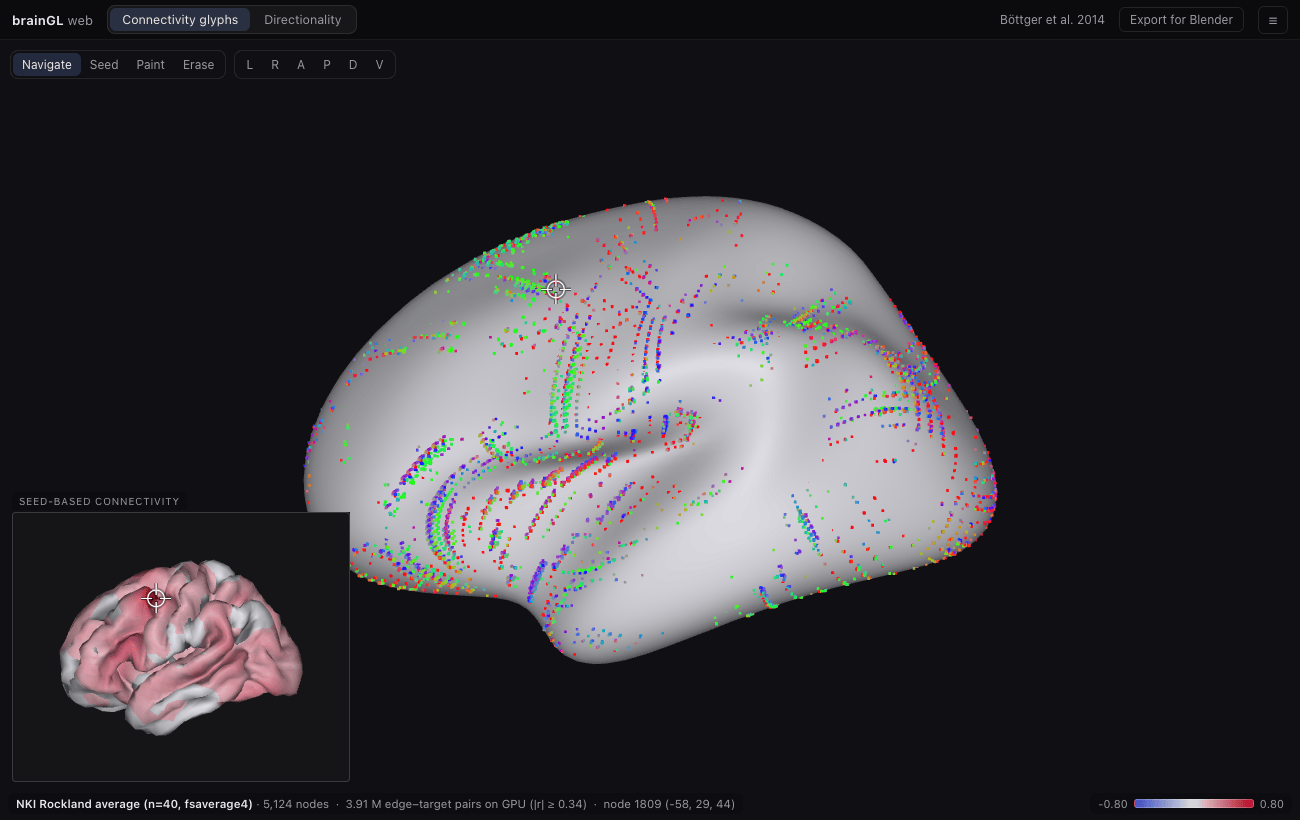 brainGL web Connectivity glyphs Directionality Böttger et al. 2014 Export for Blender ≡
Navigate Seed Paint Erase L R A P D V
SEED-BASED CONNECTIVITY
NKI Rockland average (n=40, fsaverage4) · 5,124 nodes · 3.91 M edge–target pairs on GPU (|r| ≥ 0.34) · node 1809 (-58, 29, 44) -0.80 0.80